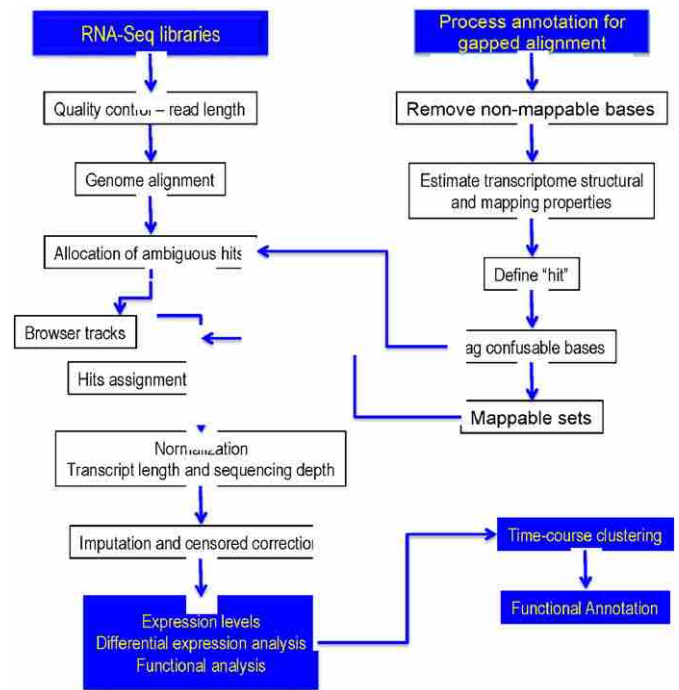 RNA-Seq libraries
Quality control – read length
Genome alignment
Allocation of ambiguous hits
Browser tracks
Hits assignment
Normalization
Transcript length and sequencing depth
Imputation and censored correction
Expression levels
Differential expression analysis
Functional analysis
Process annotation for
gapped alignment
Remove non-mappable bases
Estimate transcriptome structural
and mapping properties
Define “hit”
ag confusable bases
Mappable sets
Time-course clustering
Functional Annotation